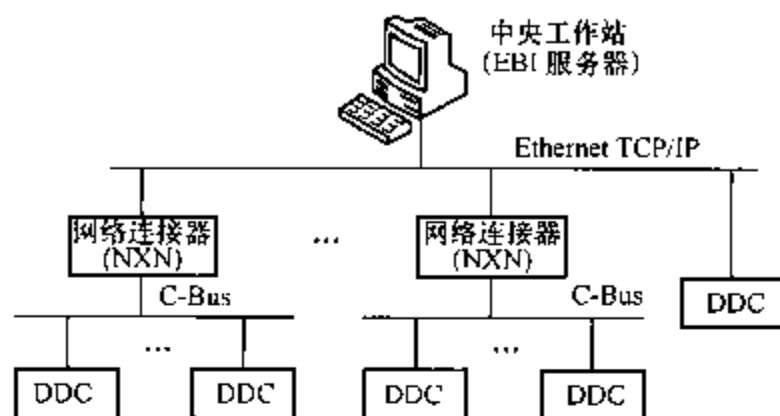 中央工作站
(EBI 服务器)
Ethernet TCP/IP
网络连接器
(NXN)
...
网络连接器
(NXN)
C-Bus
C-Bus
DDC
...
...
DDC
DDC
DDC
DDC